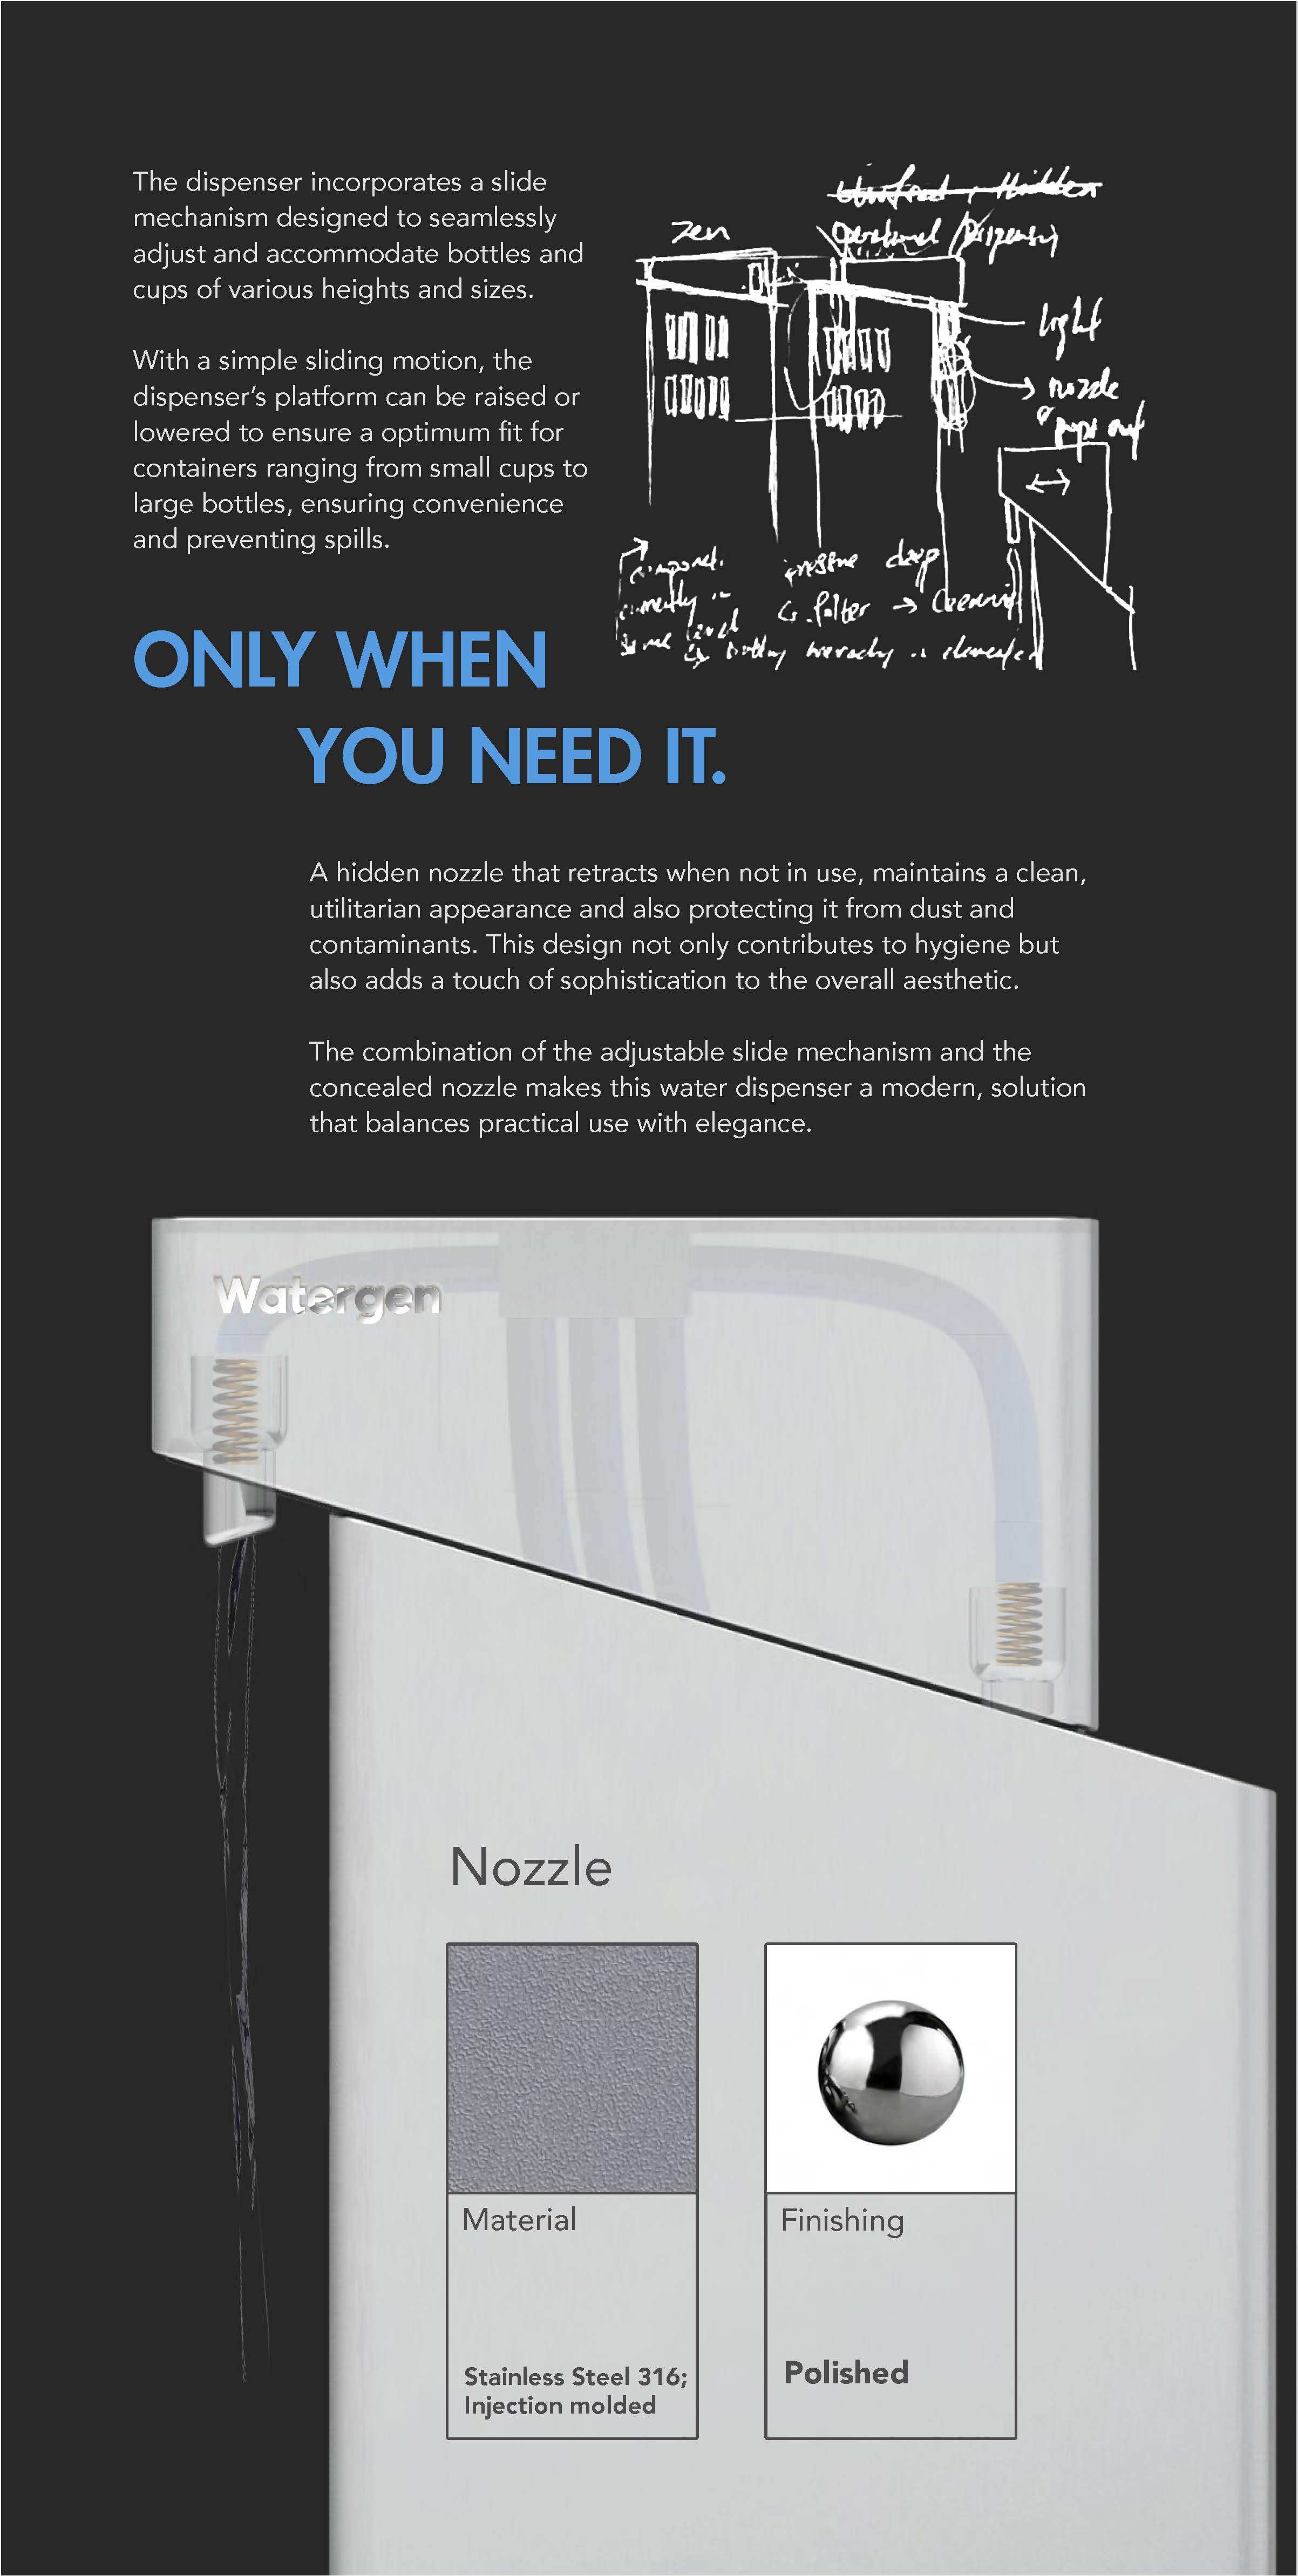 The dispenser incorporates a slide
mechanism designed to seamlessly
adjust and accommodate bottles and
cups of various heights and sizes.
With a simple sliding motion, the
dispenser's platform can be raised or
lowered to ensure a optimum fit for
containers ranging from small cups to
large bottles, ensuring convenience
and preventing spills.
Hidden
zen
light
nozzle
pops out
ONLY WHEN
YOU NEED IT.
A hidden nozzle that retracts when not in use, maintains a clean,
utilitarian appearance and also protecting it from dust and
contaminants. This design not only contributes to hygiene but
also adds a touch of sophistication to the overall aesthetic.
The combination of the adjustable slide mechanism and the
concealed nozzle makes this water dispenser a modern, solution
that balances practical use with elegance.
Watergen
Nozzle
Material
Stainless Steel 316;
Injection molded
Finishing
Polished